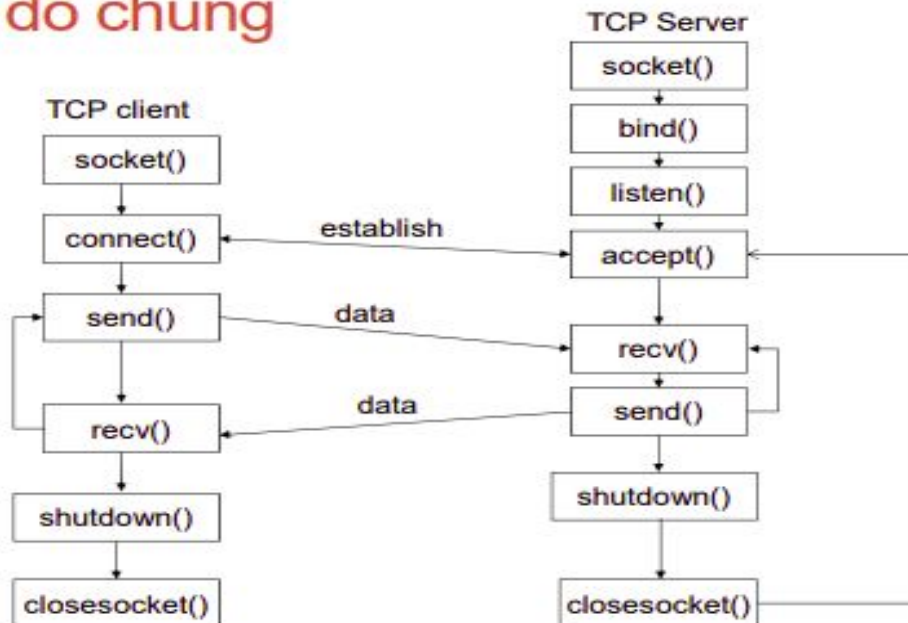 đồ chung
TCP Server
socket()
bind()
TCP client
socket()
listen()
connect()
establish
accept()
send()
data
recv()
data
send()
recv()
shutdown()
shutdown()
closesocket()
closesocket()